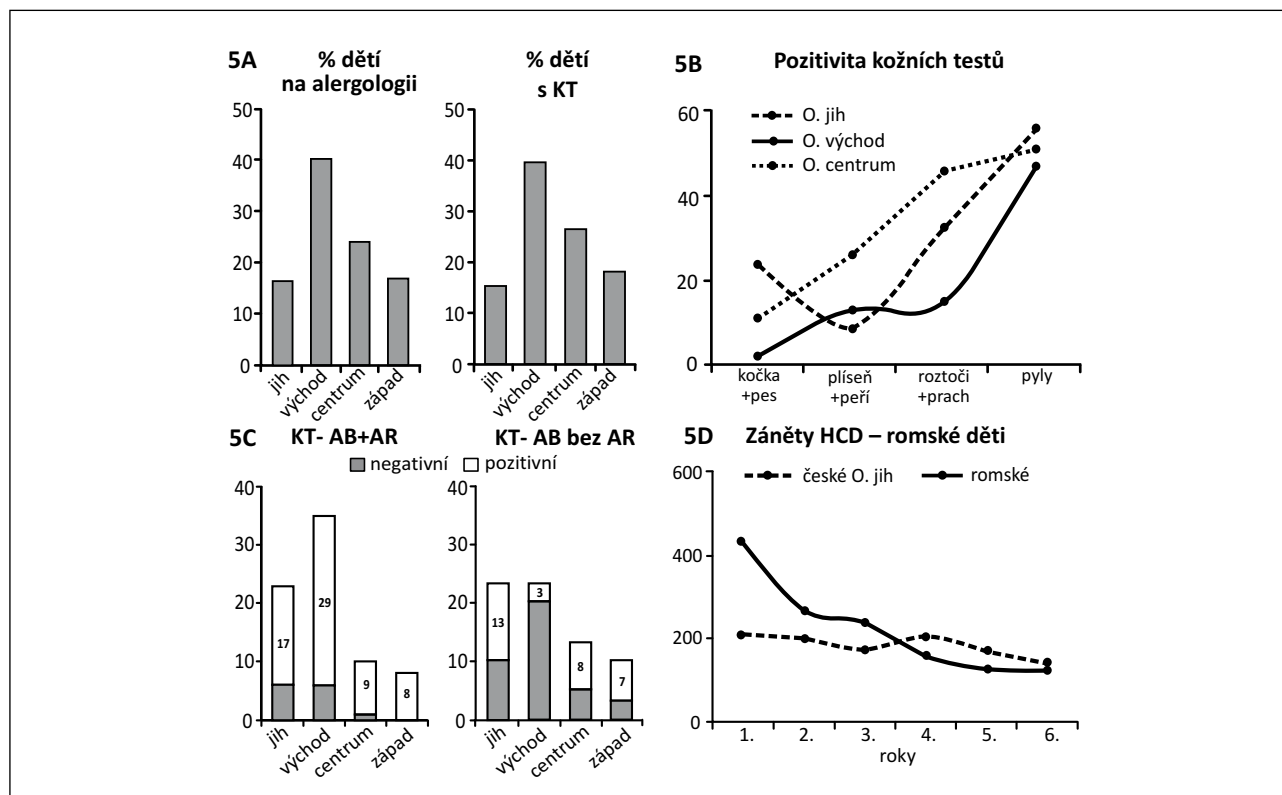 5A
% dětí
na alergologii
50
40
30
20
10
0
jih
východ
centrum
západ
% dětí
s KT
50
40
30
20
10
0
jih
východ
centrum
západ
5B Pozitivita kožních testů
60
40
20
0
O. jih
O. východ
O. centrum
kočka
+pes
plíseň
+peří
roztoči
+prach
pyly
5C KT- AB+AR
KT- AB bez AR
negativní pozitivní
40
30
20
10
0
17
29
9
8
jih
východ
centrum
západ
40
30
20
10
0
13
3
8
7
jih
východ
centrum
západ
5D Záněty HCD – romské děti
600
400
200
0
české O. jih romské
1. 2. 3. 4. 5. 6.
roky